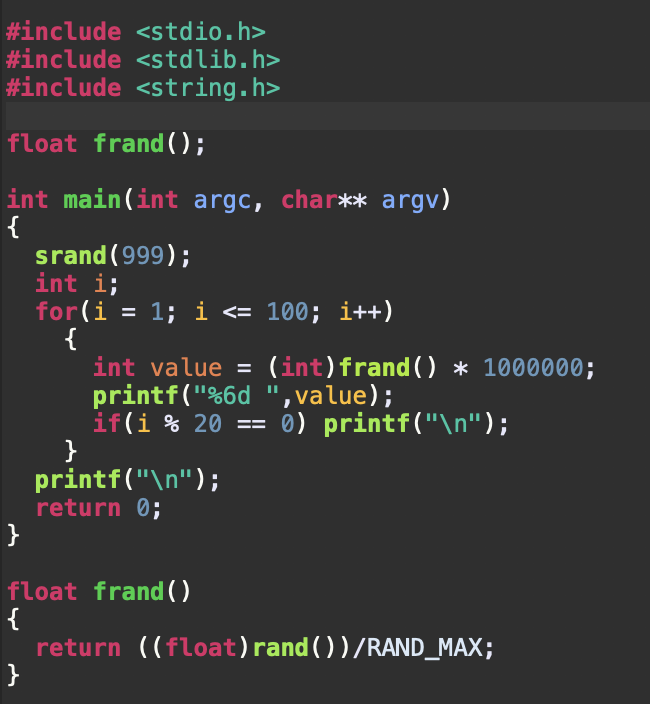 #include <stdio.h>
#include <stdlib.h>
#include <string.h>

float frand();

int main(int argc, char** argv)
{
  srand(999);
  int i;
  for(i = 1; i <= 100; i++)
    {
      int value = (int)frand() * 1000000;
      printf("%6d ",value);
      if(i % 20 == 0) printf("\n");
    }
  printf("\n");
  return 0;
}

float frand()
{
  return ((float)rand())/RAND_MAX;
}